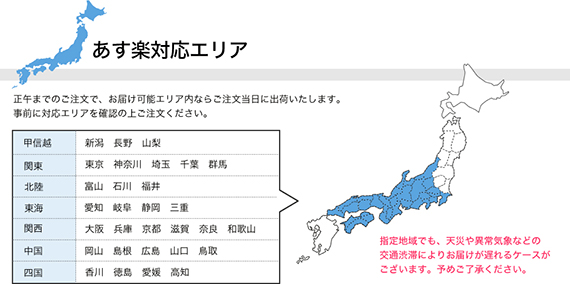 あす楽対応エリア
正午までのご注文で、お届け可能エリア内ならご注文当日に出荷いたします。
事前に対応エリアを確認の上ご注文ください。
甲信越 新潟 長野 山梨
関東 東京 神奈川 埼玉 千葉 群馬
北陸 富山 石川 福井
東海 愛知 岐阜 静岡 三重
関西 大阪 兵庫 京都 滋賀 奈良 和歌山
中国 岡山 島根 広島 山口 鳥取
四国 香川 徳島 愛媛 高知
指定地域でも、天災や異常気象などの
交通渋滞によりお届けが遅れるケースが
ございます。予めご了承ください。